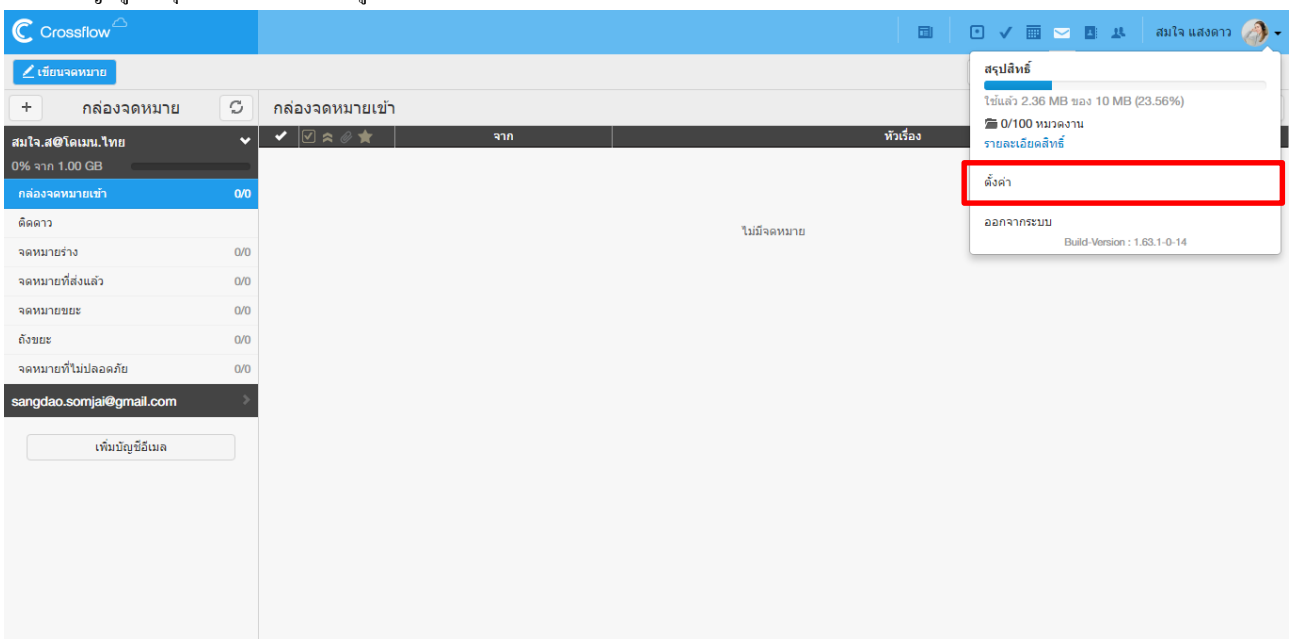 Crossflow
สมใจ แสงดาว
เขียนจดหมาย
กล่องจดหมาย
กล่องจดหมายเข้า
สมใจ.ส@โดเมน.ไทย
0% จาก 1.00 GB
จาก
หัวเรื่อง
กล่องจดหมายเข้า 0/0
ติดดาว
จดหมายร่าง 0/0
จดหมายที่ส่งแล้ว 0/0
จดหมายขยะ 0/0
ถังขยะ 0/0
จดหมายที่ไม่ปลอดภัย 0/0
sangdao.somjai@gmail.com
เพิ่มบัญชีอีเมล
ไม่มีจดหมาย
สรุปสิทธิ์
ใช้แล้ว 2.36 MB ของ 10 MB (23.56%)
0/100 หมวดงาน
รายละเอียดสิทธิ์
ตั้งค่า
ออกจากระบบ
Build-Version : 1.63.1-0-14